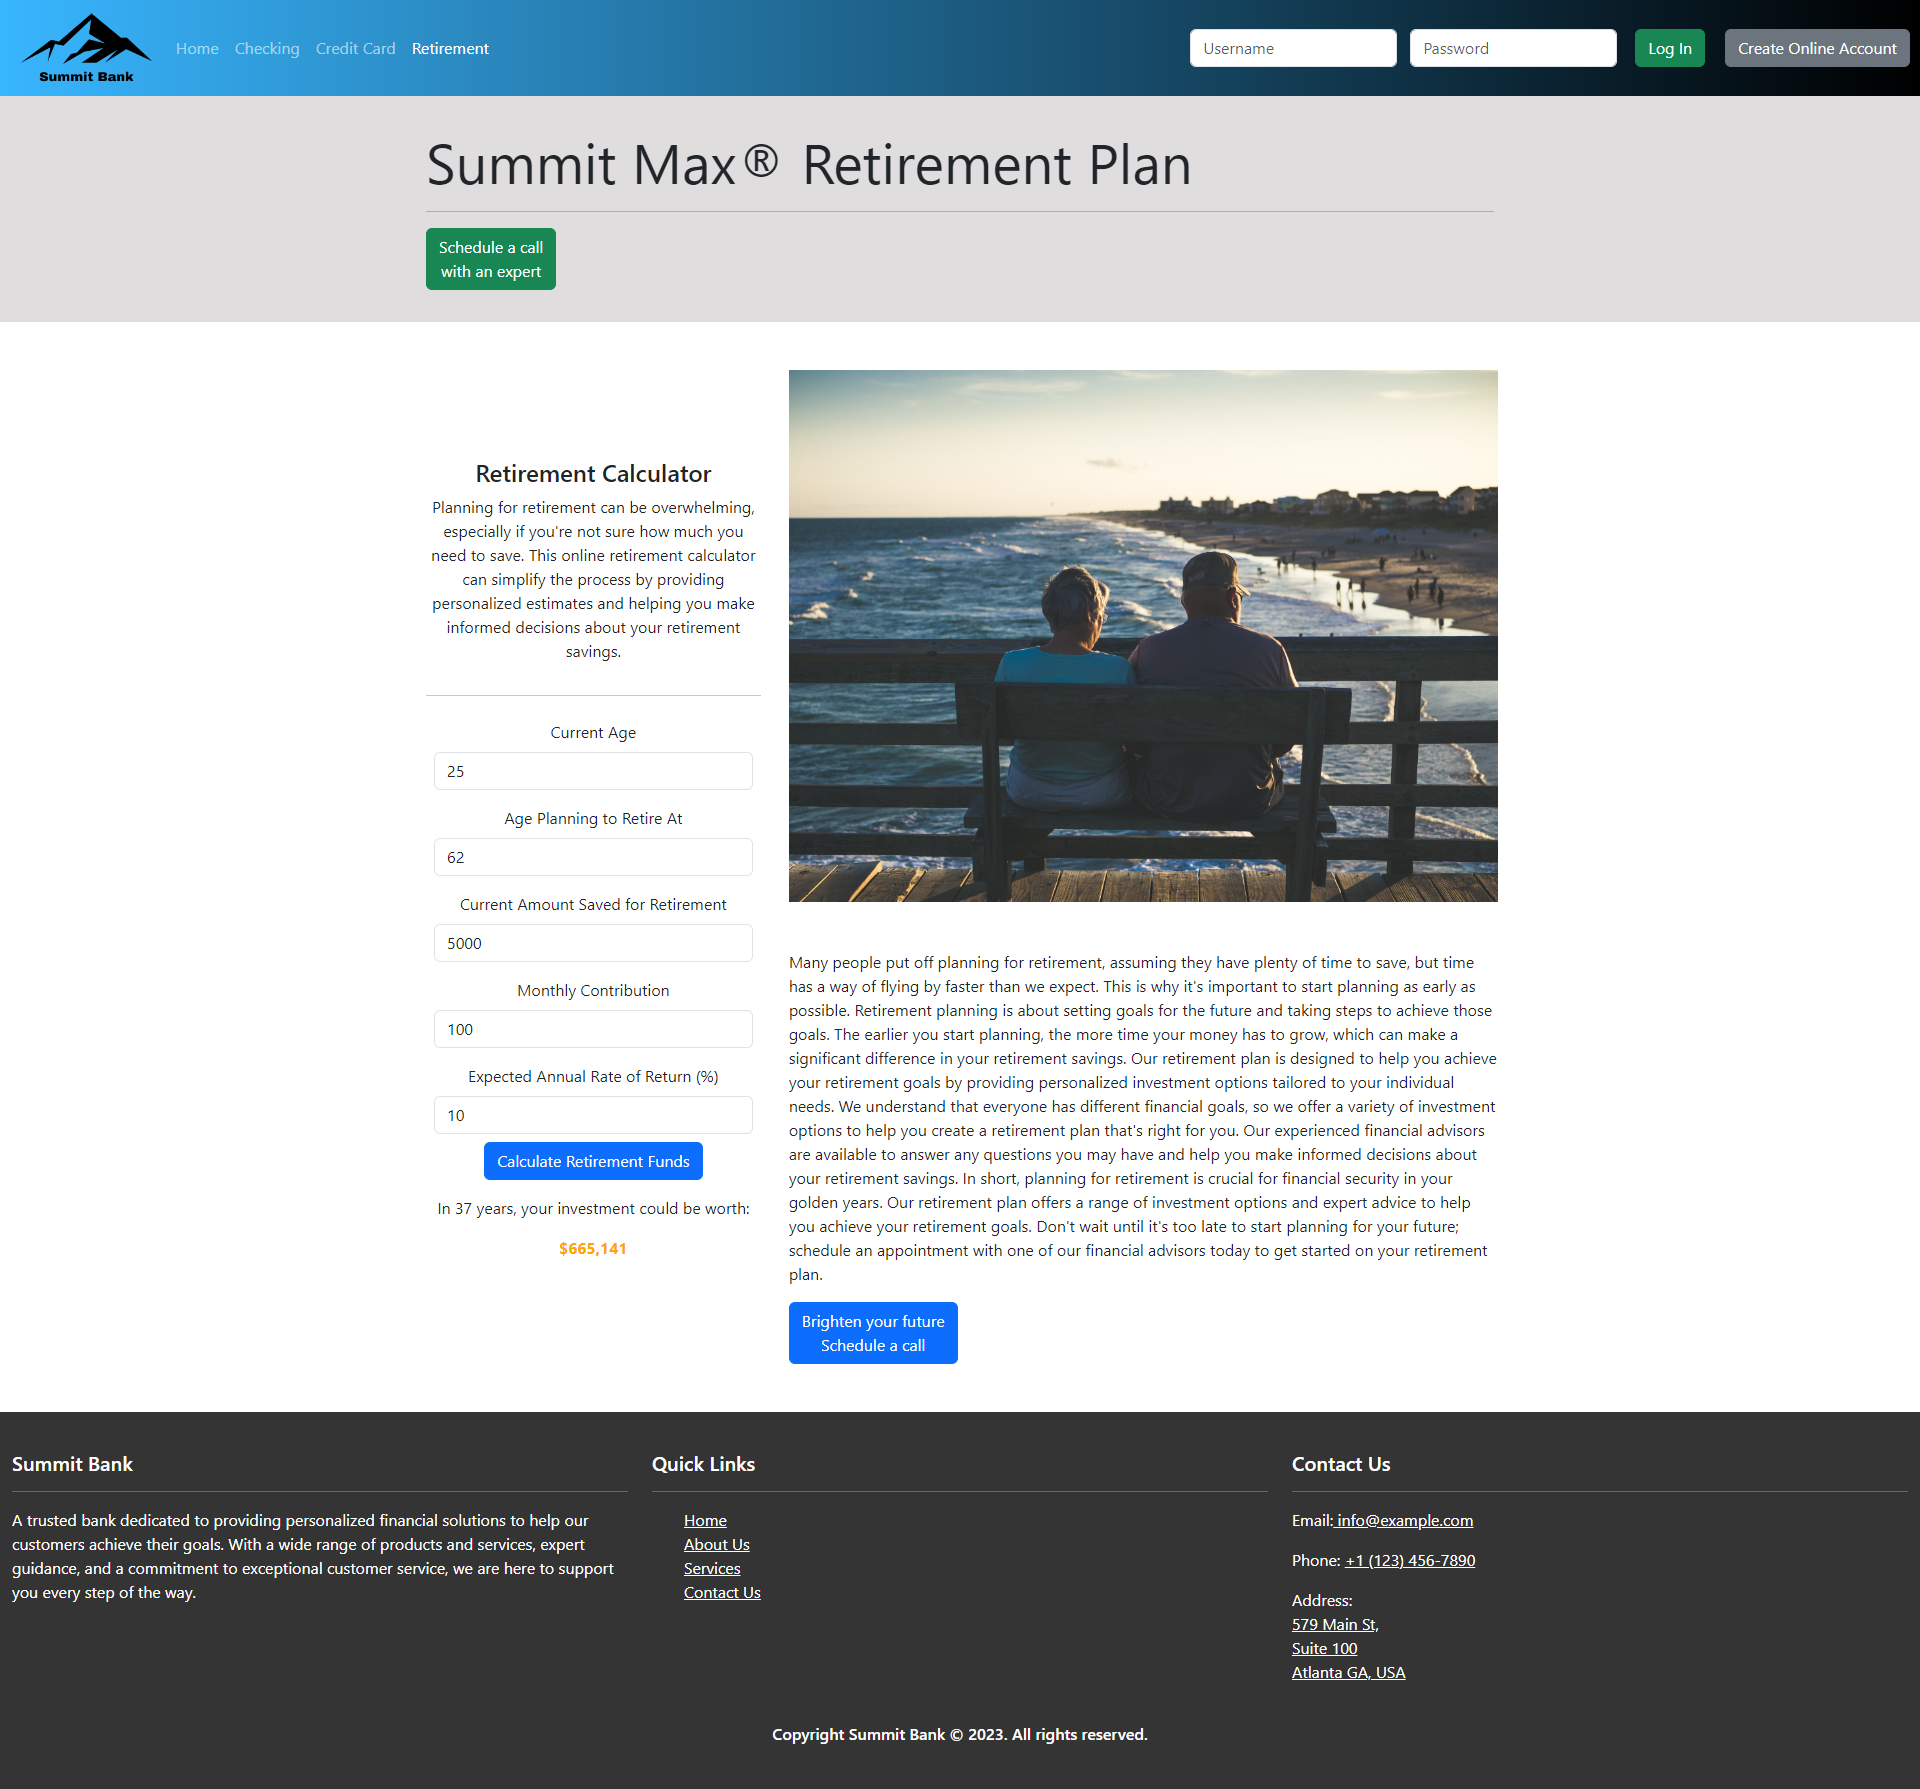 Summit Bank
Home Checking Credit Card Retirement
Username
Password
Log In
Create Online Account
Summit Max® Retirement Plan
Schedule a call
with an expert
Retirement Calculator
Planning for retirement can be overwhelming,
especially if you're not sure how much you
need to save. This online retirement calculator
can simplify the process by providing
personalized estimates and helping you make
informed decisions about your retirement
savings.
Current Age
25
Age Planning to Retire At
62
Current Amount Saved for Retirement
5000
Monthly Contribution
100
Expected Annual Rate of Return (%)
10
Calculate Retirement Funds
In 37 years, your investment could be worth:
$665,141
Many people put off planning for retirement, assuming they have plenty of time to save, but time
has a way of flying by faster than we expect. This is why it's important to start planning as early as
possible. Retirement planning is about setting goals for the future and taking steps to achieve those
goals. The earlier you start planning, the more time your money has to grow, which can make a
significant difference in your retirement savings. Our retirement plan is designed to help you achieve
your retirement goals by providing personalized investment options tailored to your individual
needs. We understand that everyone has different financial goals, so we offer a variety of investment
options to help you create a retirement plan that's right for you. Our experienced financial advisors
are available to answer any questions you may have and help you make informed decisions about
your retirement savings. In short, planning for retirement is crucial for financial security in your
golden years. Our retirement plan offers a range of investment options and expert advice to help
you achieve your retirement goals. Don't wait until it's too late to start planning for your future;
schedule an appointment with one of our financial advisors today to get started on your retirement
plan.
Brighten your future
Schedule a call
Summit Bank
A trusted bank dedicated to providing personalized financial solutions to help our
customers achieve their goals. With a wide range of products and services, expert
guidance, and a commitment to exceptional customer service, we are here to support
you every step of the way.
Quick Links
Home
About Us
Services
Contact Us
Contact Us
Email: info@example.com
Phone: +1 (123) 456-7890
Address:
579 Main St,
Suite 100
Atlanta GA, USA
Copyright Summit Bank © 2023. All rights reserved.